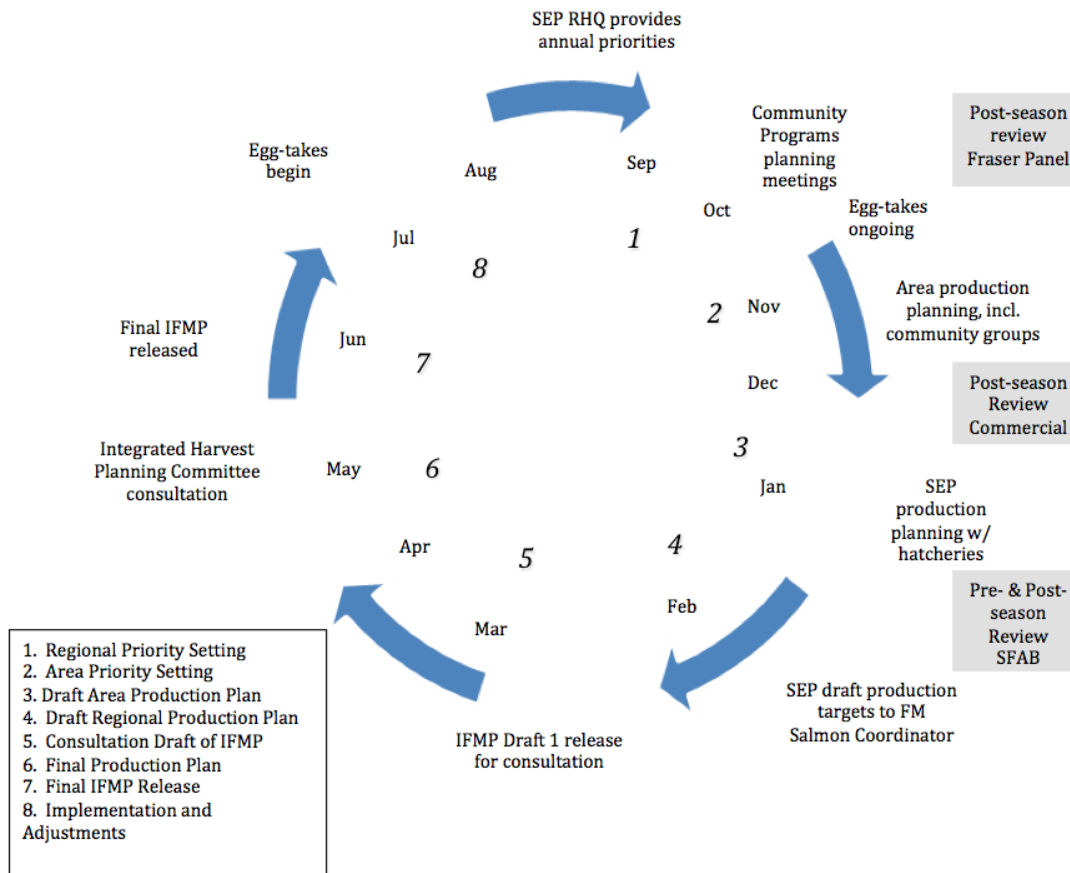 SEP RHQ provides
annual priorities
Community
Programs
planning
meetings
Post-season
review
Fraser Panel
Egg-takes
begin
Aug
Sep
Oct
Egg-takes
ongoing
Jul
8
1
Area production
planning, incl.
community groups
Nov
2
Final IFMP
released
Jun
7
Dec
Post-season
Review
Commercial
Integrated Harvest
Planning Committee
consultation
May
6
3
Jan
SEP
production
planning w/
hatcheries
Apr
5
4
Pre- & Post-
season
Review
SFAB
Feb
Mar
SEP draft production
targets to FM
Salmon Coordinator
IFMP Draft 1 release
for consultation
1. Regional Priority Setting
2. Area Priority Setting
3. Draft Area Production Plan
4. Draft Regional Production Plan
5. Consultation Draft of IFMP
6. Final Production Plan
7. Final IFMP Release
8. Implementation and
Adjustments